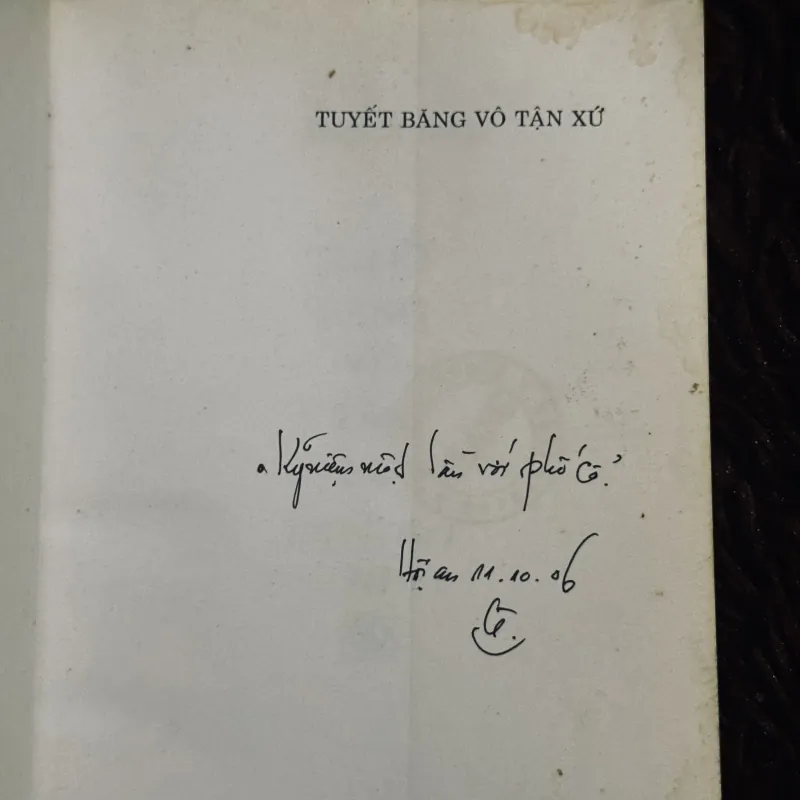 TUYẾT BĂNG VÔ TẬN XỨ
Kỷ niệm một lần với phố cổ.
Hội an 11.10.06